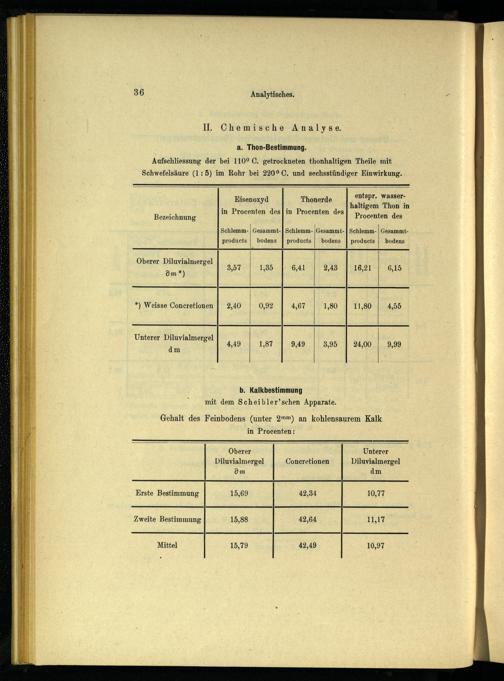 36
Analytisches.
II. Chemische Analyse.
a. Thon-Bestimmung.
Aufschliessung der bei 110° C. getrockneten thonhaltigen Theile mit
Schwefelsäure (1:5) im Rohr bei 220° C. und sechsstündiger Einwirkung.
Bezeichnung
Eisenoxyd
in Procenten des
Thonerde
in Procenten des
entspr. wasser-
haltigem Thon in
Procenten des
Schlemm- Gesammt- Schlemm- Gesammt- Schlemm- Gesammt-
products bodens products bodens products bodens
Oberer Diluvialmergel
∂m*) 3,57 1,35 6,41 2,43 16,21 6,15
*) Weisse Concretionen 2,40 0,92 4,67 1,80 11,80 4,55
Unterer Diluvialmergel
dm 4,49 1,87 9,49 3,95 24,00 9,99
b. Kalkbestimmung
mit dem Scheibler'schen Apparate.
Gehalt des Feinbodens (unter 2mm) an kohlensaurem Kalk
in Procenten:
Oberer
Diluvialmergel
∂m
Concretionen
Unterer
Diluvialmergel
dm
Erste Bestimmung 15,69 42,34 10,77
Zweite Bestimmung 15,88 42,64 11,17
Mittel 15,79 42,49 10,97